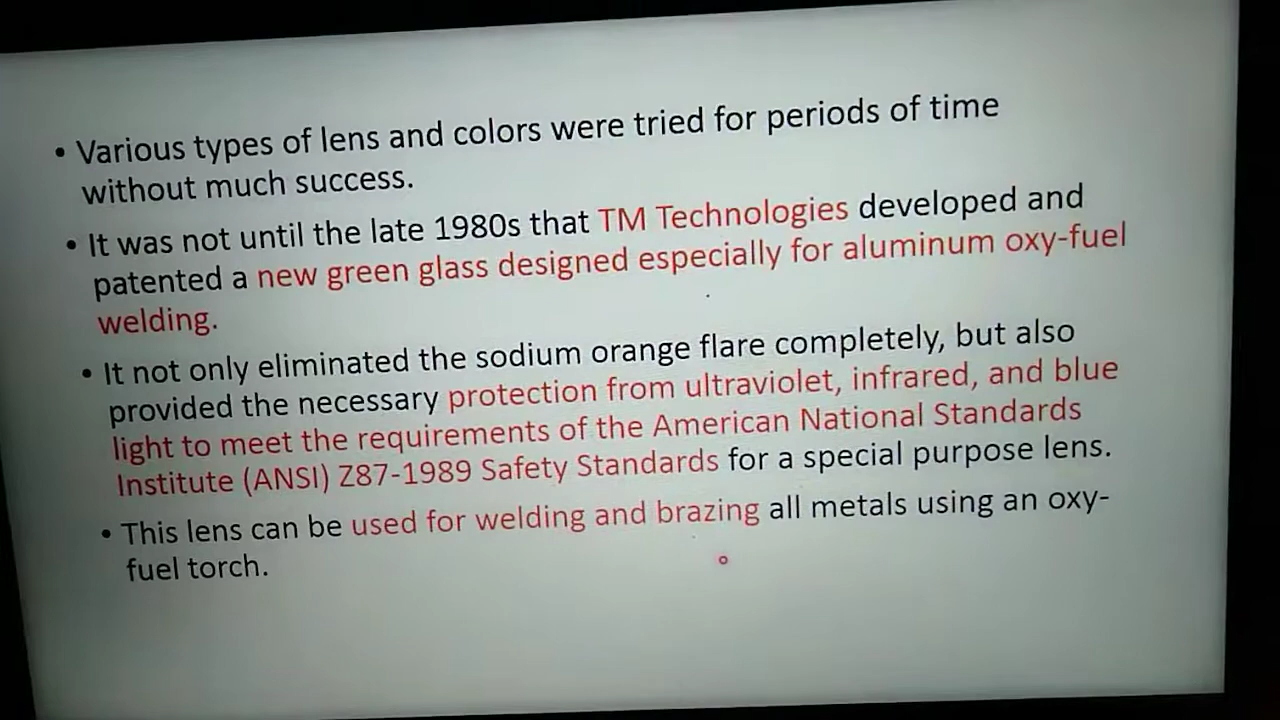 • Various types of lens and colors were tried for periods of time
without much success.
• It was not until the late 1980s that TM Technologies developed and
patented a new green glass designed especially for aluminum oxy-fuel
welding.
• It not only eliminated the sodium orange flare completely, but also
provided the necessary protection from ultraviolet, infrared, and blue
light to meet the requirements of the American National Standards
Institute (ANSI) Z87-1989 Safety Standards for a special purpose lens.
• This lens can be used for welding and brazing all metals using an oxy-
fuel torch.